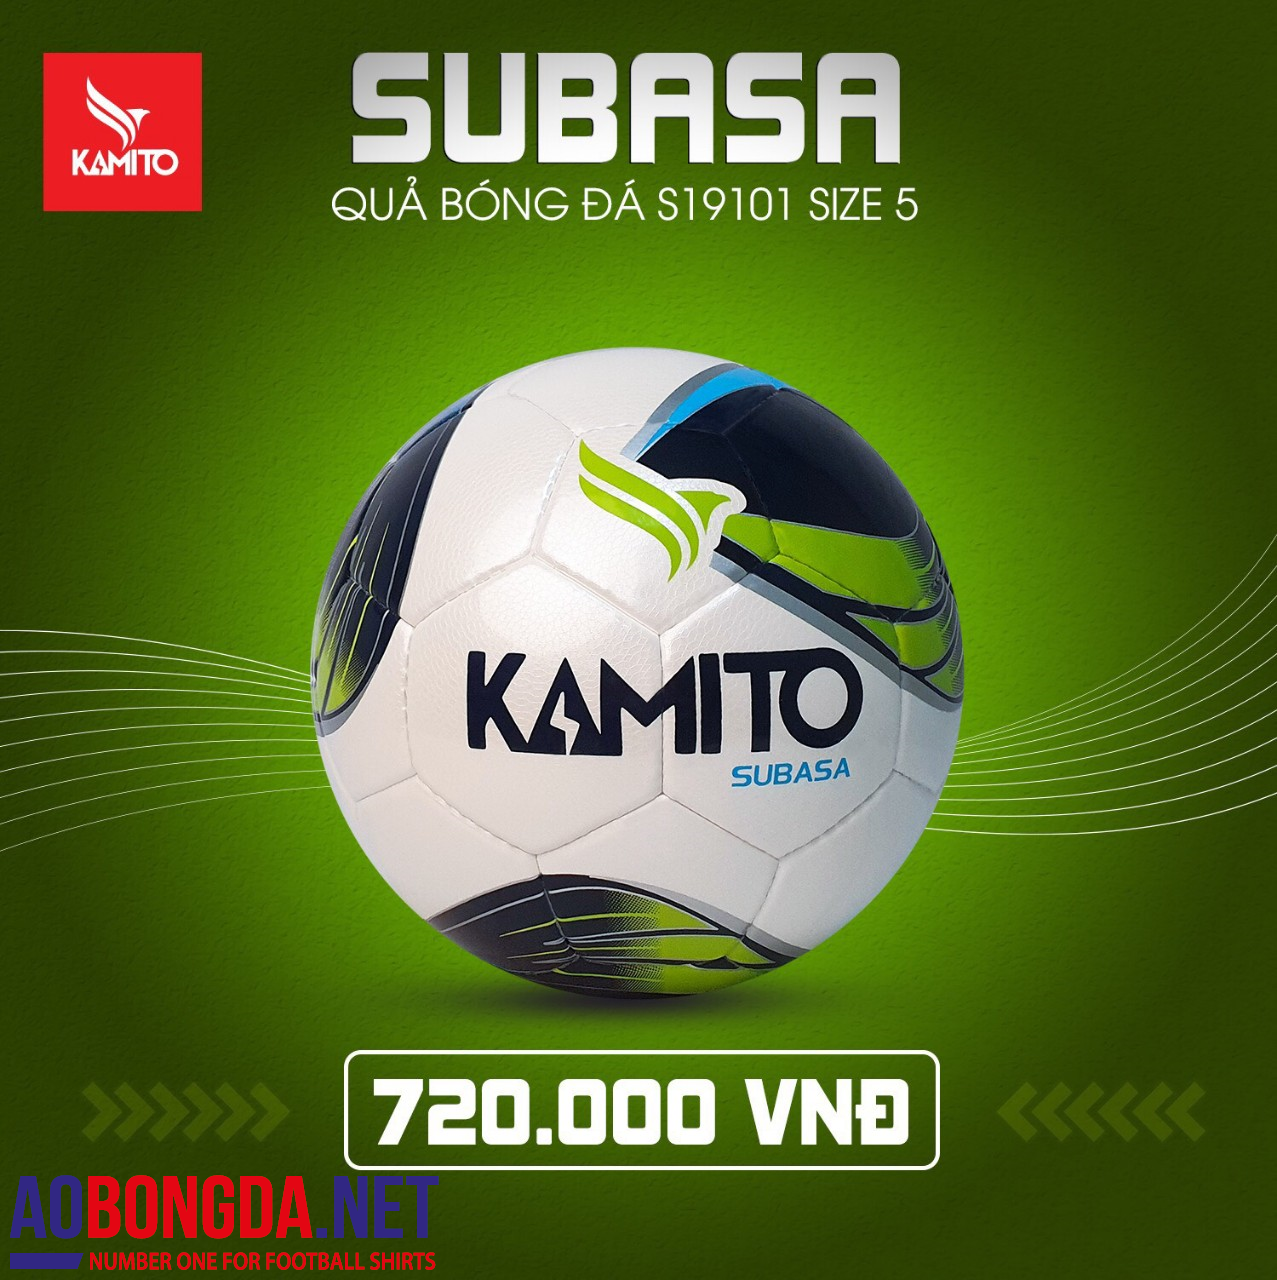 KAMITO
SUBASA
QUẢ BÓNG ĐÁ S19101 SIZE 5
KAMITO
SUBASA
720.000 VNĐ
AOBONGDA.NET
NUMBER ONE FOR FOOTBALL SHIRTS